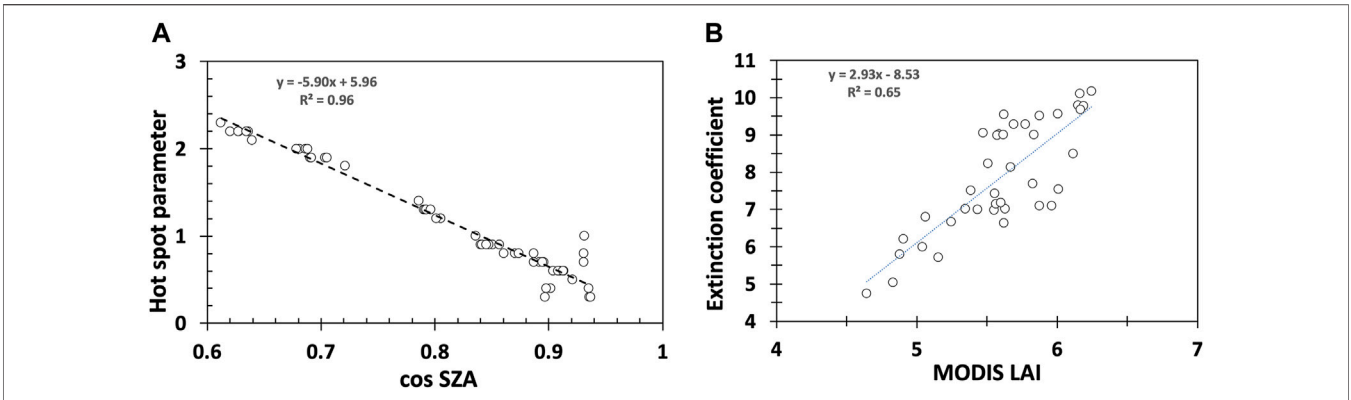 A
y = -5.90x + 5.96
R² = 0.96
Hot spot parameter
3
2
1
0
0.6 0.7 0.8 0.9 1
cos SZA
B
y = 2.93x - 8.53
R² = 0.65
Extinction coefficient
11
10
9
8
7
6
5
4
4 5 6 7
MODIS LAI